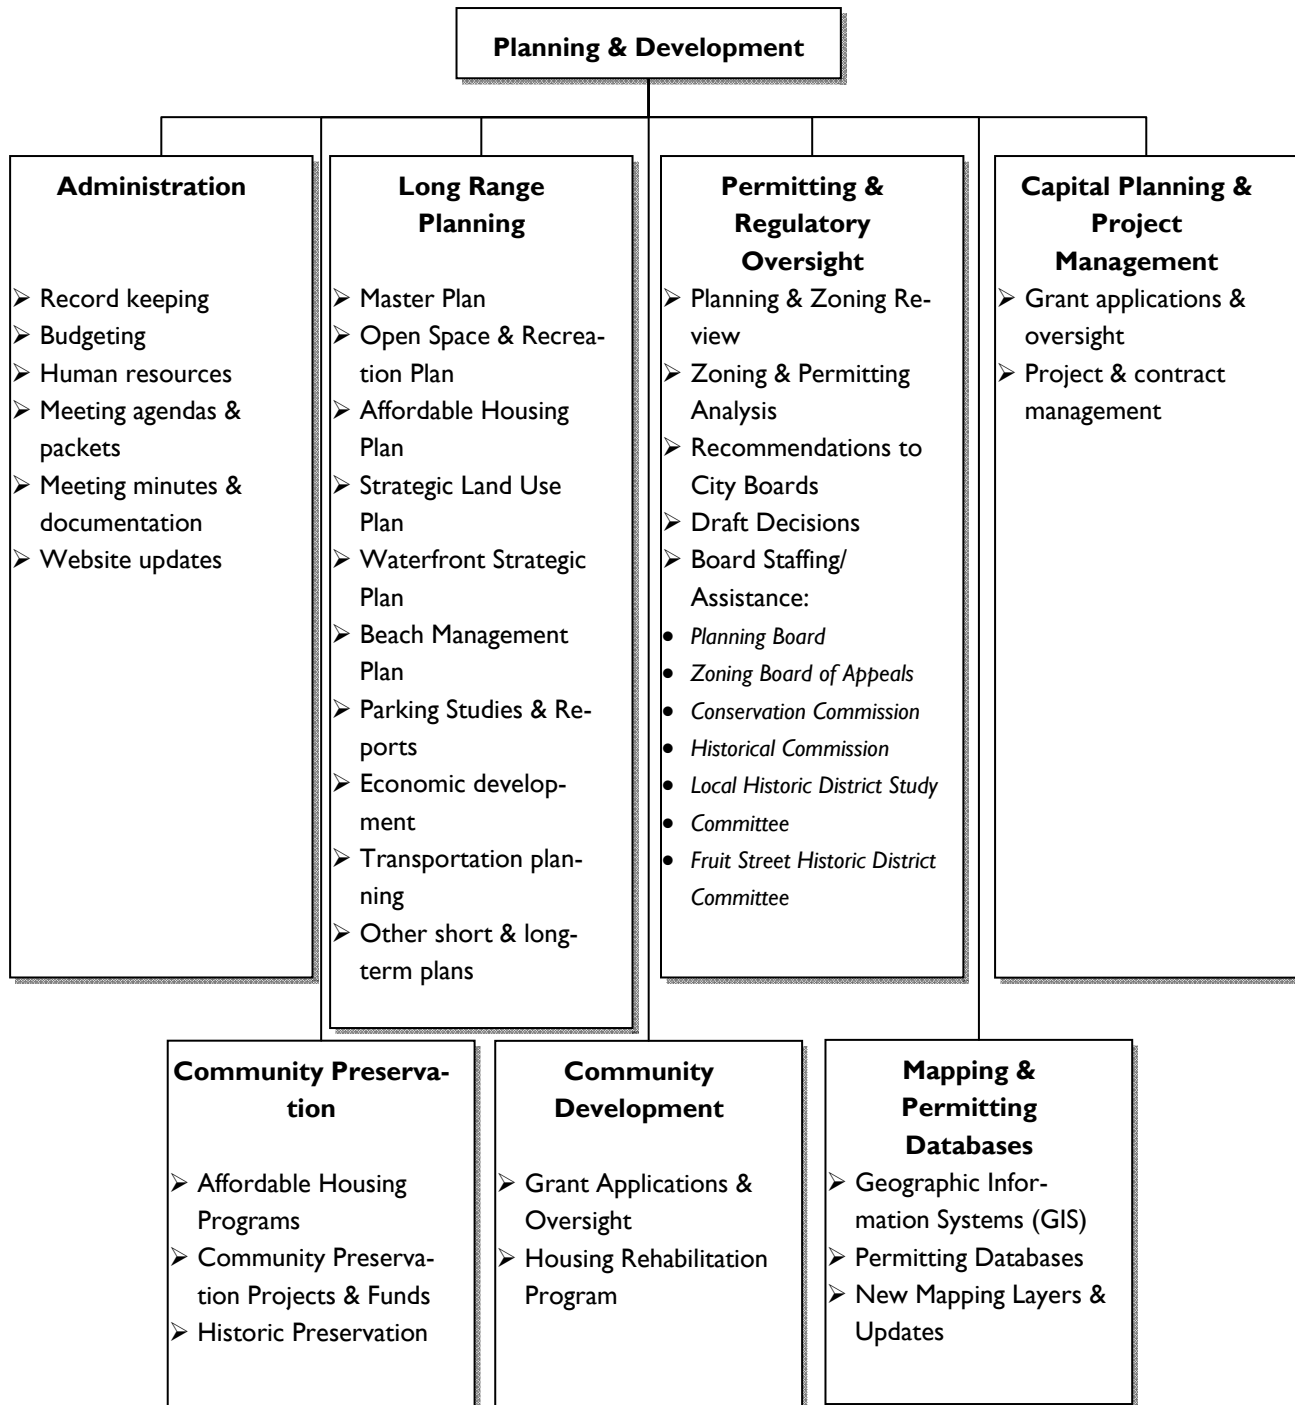 Planning & Development
Administration
➢ Record keeping
➢ Budgeting
➢ Human resources
➢ Meeting agendas &
packets
➢ Meeting minutes &
documentation
➢ Website updates
Long Range
Planning
➢ Master Plan
➢ Open Space & Recrea-
tion Plan
➢ Affordable Housing
Plan
➢ Strategic Land Use
Plan
➢ Waterfront Strategic
Plan
➢ Beach Management
Plan
➢ Parking Studies & Re-
ports
➢ Economic develop-
ment
➢ Transportation plan-
ning
➢ Other short & long-
term plans
Permitting &
Regulatory
Oversight
➢ Planning & Zoning Re-
view
➢ Zoning & Permitting
Analysis
➢ Recommendations to
City Boards
➢ Draft Decisions
➢ Board Staffing/
Assistance:
• Planning Board
• Zoning Board of Appeals
• Conservation Commission
• Historical Commission
• Local Historic District Study
• Committee
• Fruit Street Historic District
Committee
Capital Planning &
Project
Management
➢ Grant applications &
oversight
➢ Project & contract
management
Community Preserva-
tion
➢ Affordable Housing
Programs
➢ Community Preserva-
tion Projects & Funds
➢ Historic Preservation
Community
Development
➢ Grant Applications &
Oversight
➢ Housing Rehabilitation
Program
Mapping &
Permitting
Databases
➢ Geographic Infor-
mation Systems (GIS)
➢ Permitting Databases
➢ New Mapping Layers &
Updates